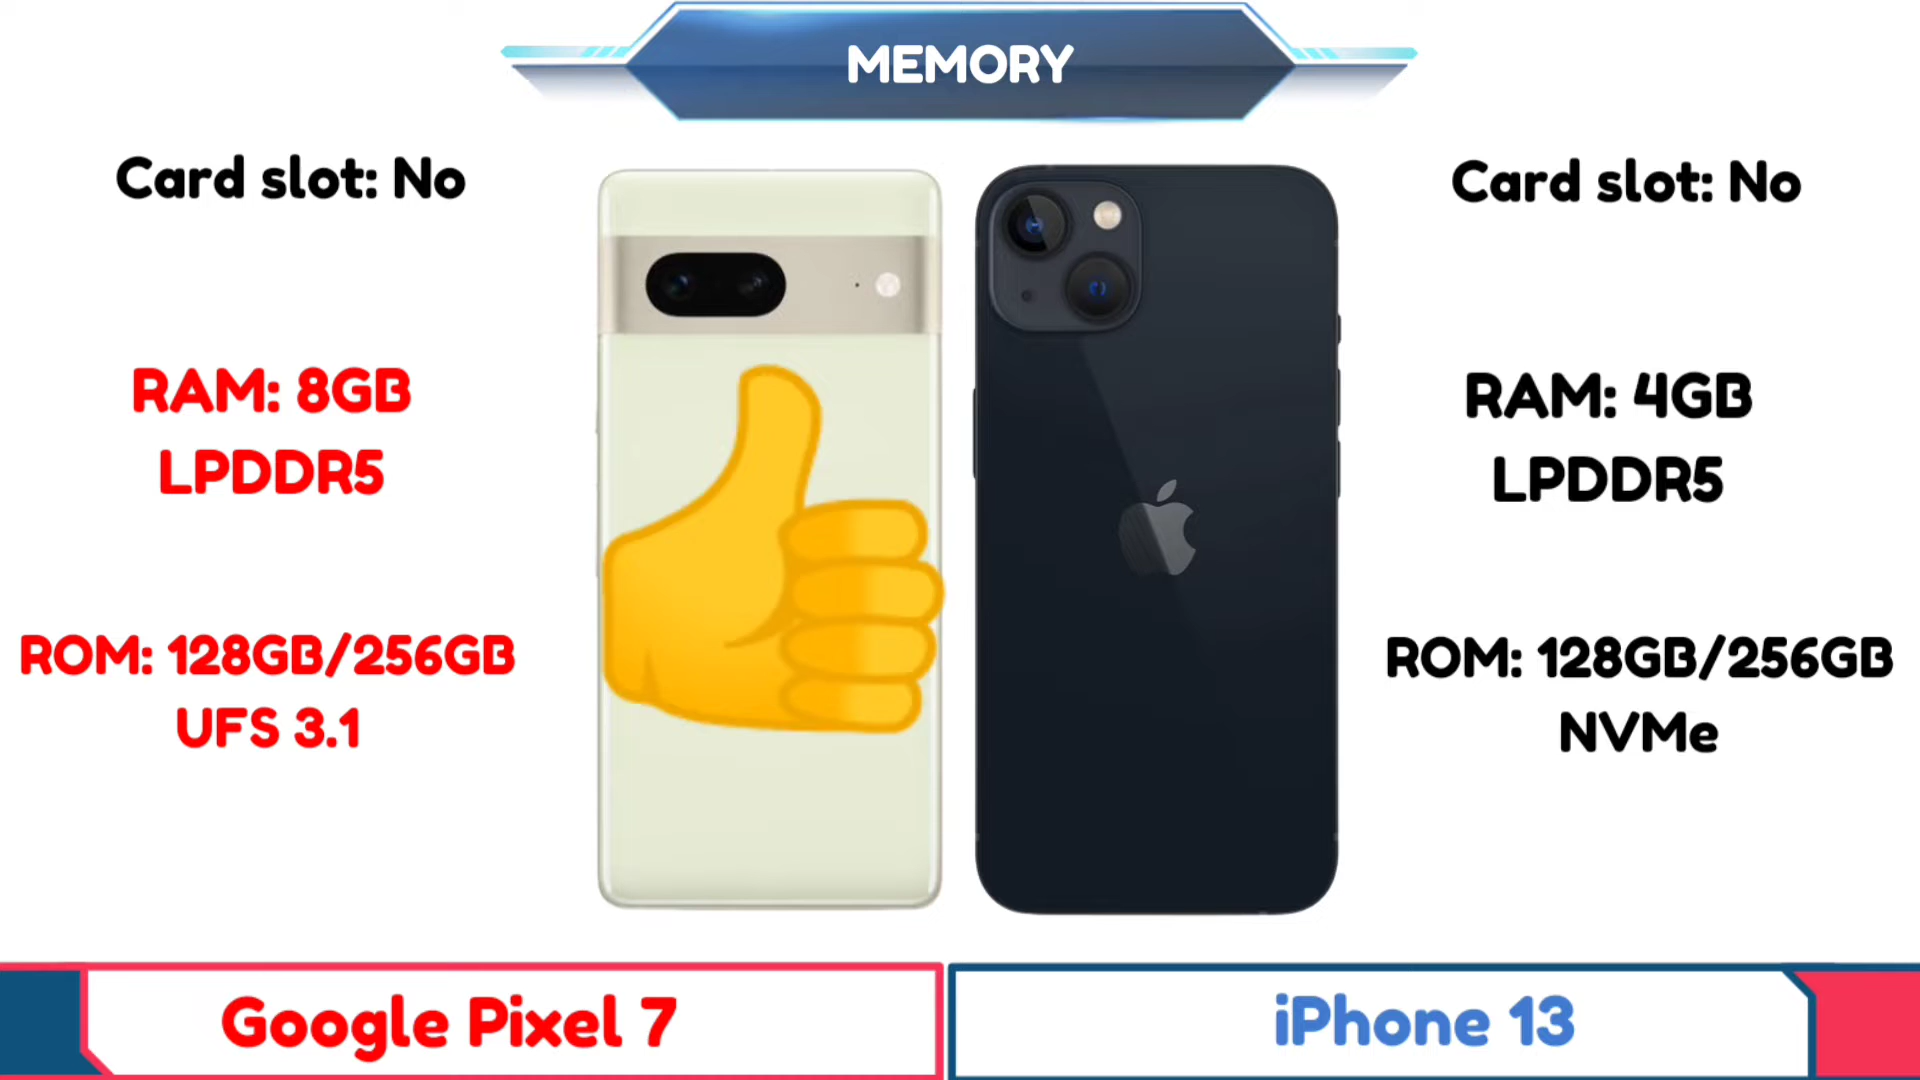 MEMORY
Card slot: No
RAM: 8GB
LPDDR5
ROM: 128GB/256GB
UFS 3.1
Card slot: No
RAM: 4GB
LPDDR5
ROM: 128GB/256GB
NVMe
Google Pixel 7
iPhone 13